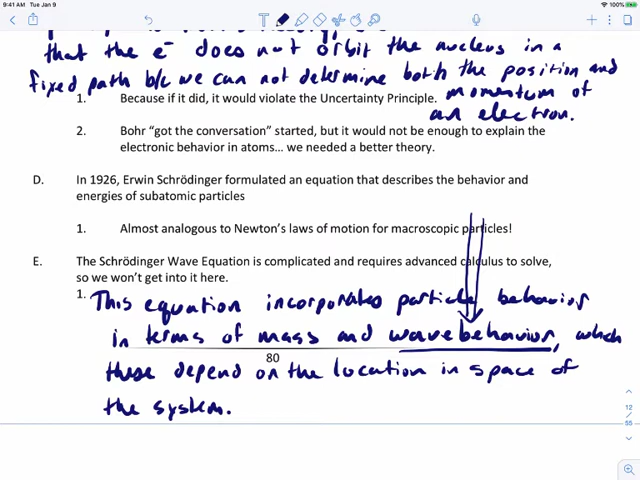 9:41 AM Tue Jan 9
100%
that the e⁻ does not orbit the nucleus in a
fixed path b/c we can not determine both the position and
1. Because if it did, it would violate the Uncertainty Principle. momentum of
an electron.
2. Bohr “got the conversation” started, but it would not be enough to explain the
electronic behavior in atoms… we needed a better theory.
D. In 1926, Erwin Schrödinger formulated an equation that describes the behavior and
energies of subatomic particles
1. Almost analogous to Newton’s laws of motion for macroscopic particles!
E. The Schrödinger Wave Equation is complicated and requires advanced calculus to solve,
so we won’t get into it here.
1. This equation incorporates particle behavior
in terms of mass and wave behavior, which
80
these depend on the location in space of
the system.
12
/
55